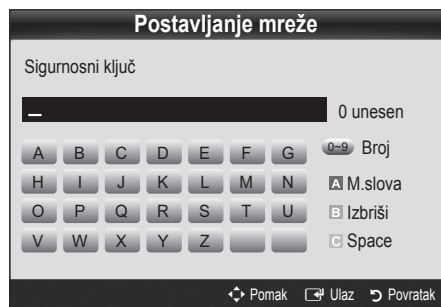 Postavljanje mreže
Sigurnosni ključ
_ 0 unesen
A B C D E F G 0~9 Broj
H I J K L M N A M.slova
O P Q R S T U B Izbriši
V W X Y Z C Space
Pomak Ulaz Povratak